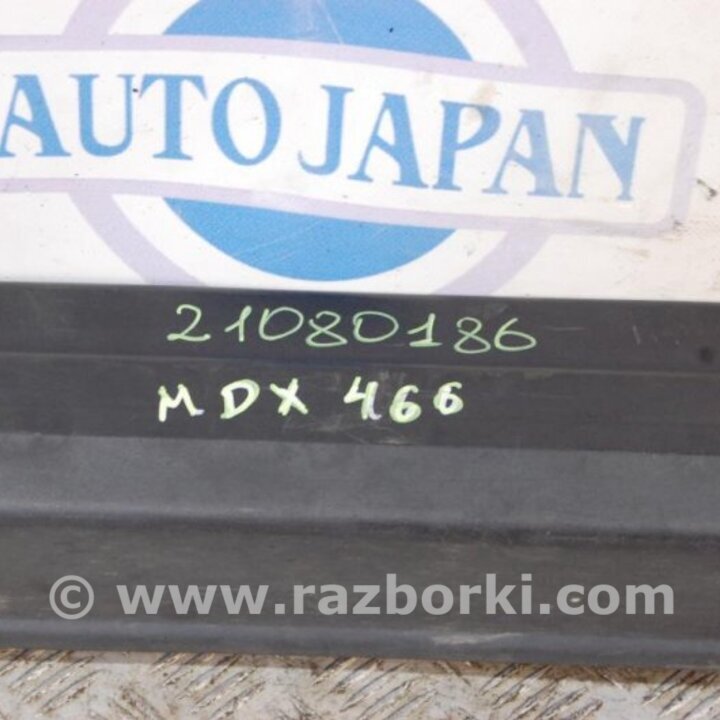 AUTO JAPAN
21080186
MDX 466
© www.razborki.com